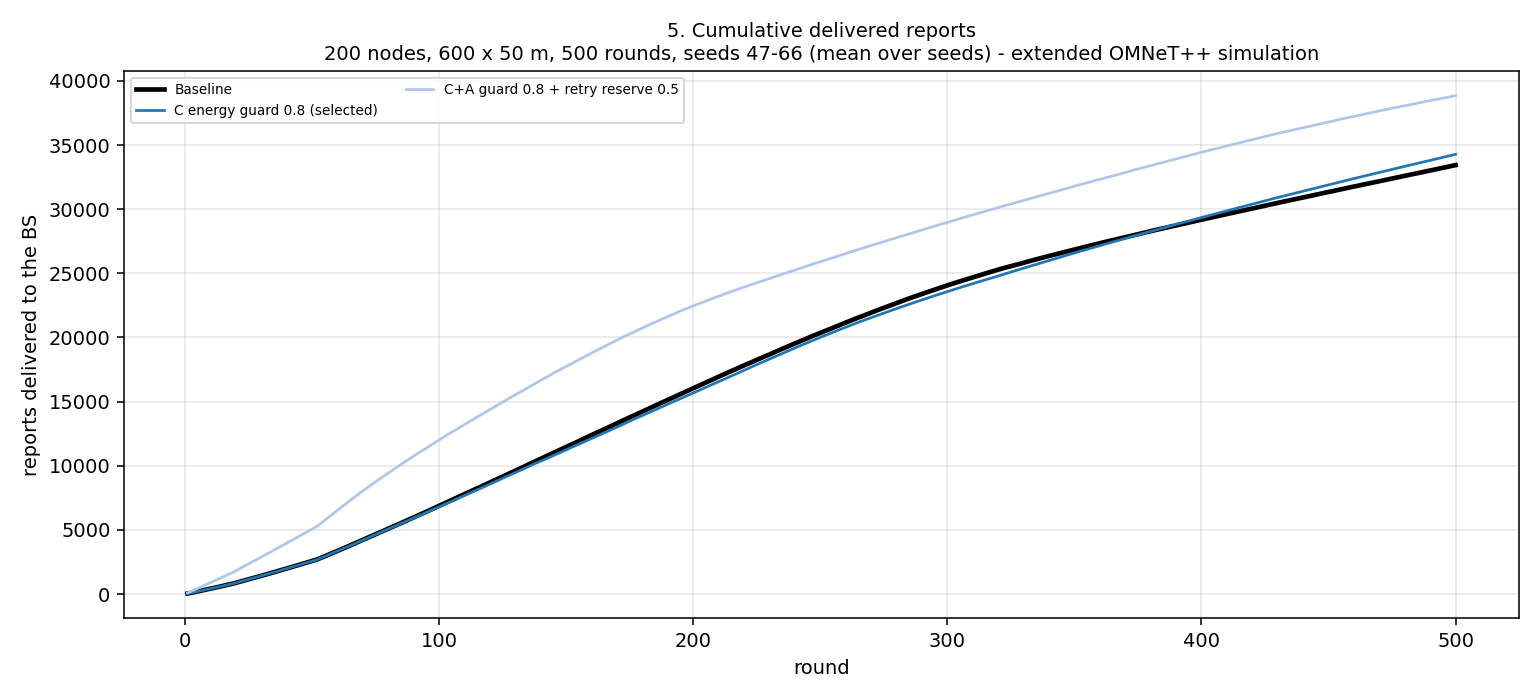 5. Cumulative delivered reports
200 nodes, 600 x 50 m, 500 rounds, seeds 47-66 (mean over seeds) - extended OMNeT++ simulation
Baseline
C energy guard 0.8 (selected)
C+A guard 0.8 + retry reserve 0.5
reports delivered to the BS
40000
35000
30000
25000
20000
15000
10000
5000
0
0 100 200 300 400 500
round